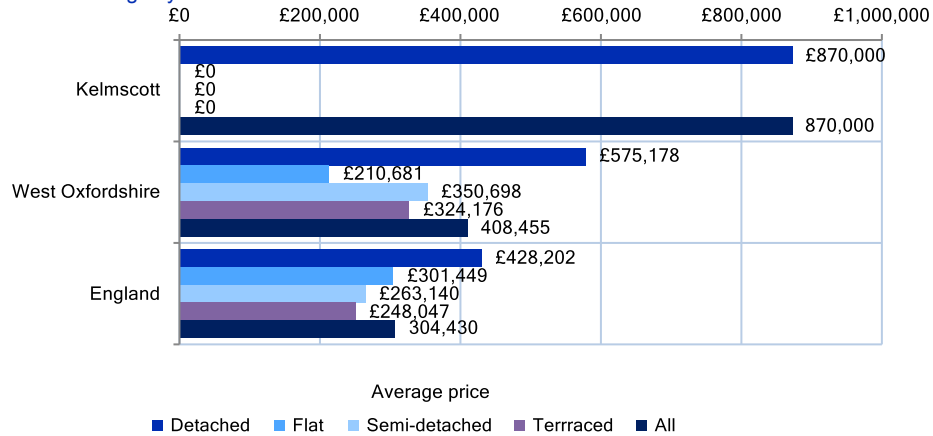 £0 £200,000 £400,000 £600,000 £800,000 £1,000,000
£870,000
£0
Kelmscott £0
£0
870,000
£575,178
£210,681
West Oxfordshire £350,698
£324,176
408,455
£428,202
£301,449
England £263,140
£248,047
304,430
Average price
Detached Flat Semi-detached Terrraced All